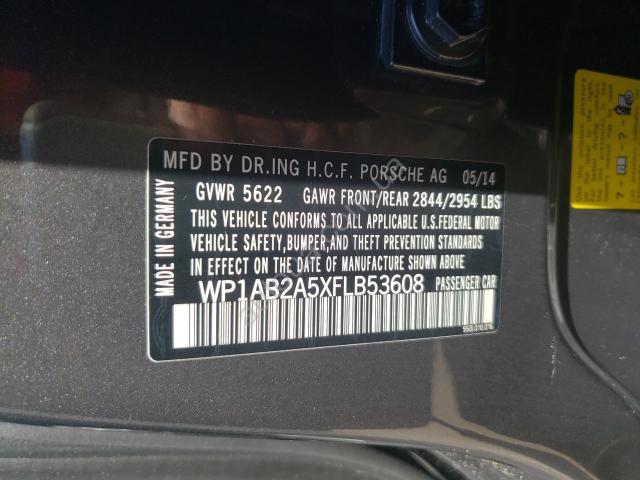 MFD BY DR.ING H.C.F. PORSCHE AG 05/14
GVWR 5622 GAWR FRONT/REAR 2844/2954 LBS
THIS VEHICLE CONFORMS TO ALL APPLICABLE U.S.FEDERAL MOTOR
VEHICLE SAFETY,BUMPER,AND THEFT PREVENTION STANDARDS
IN EFFECT ON THE DATE OF MANUFACTURE SHOWN ABOVE
WP1AB2A5XFLB53608 PASSENGER CAR
MADE IN GERMANY